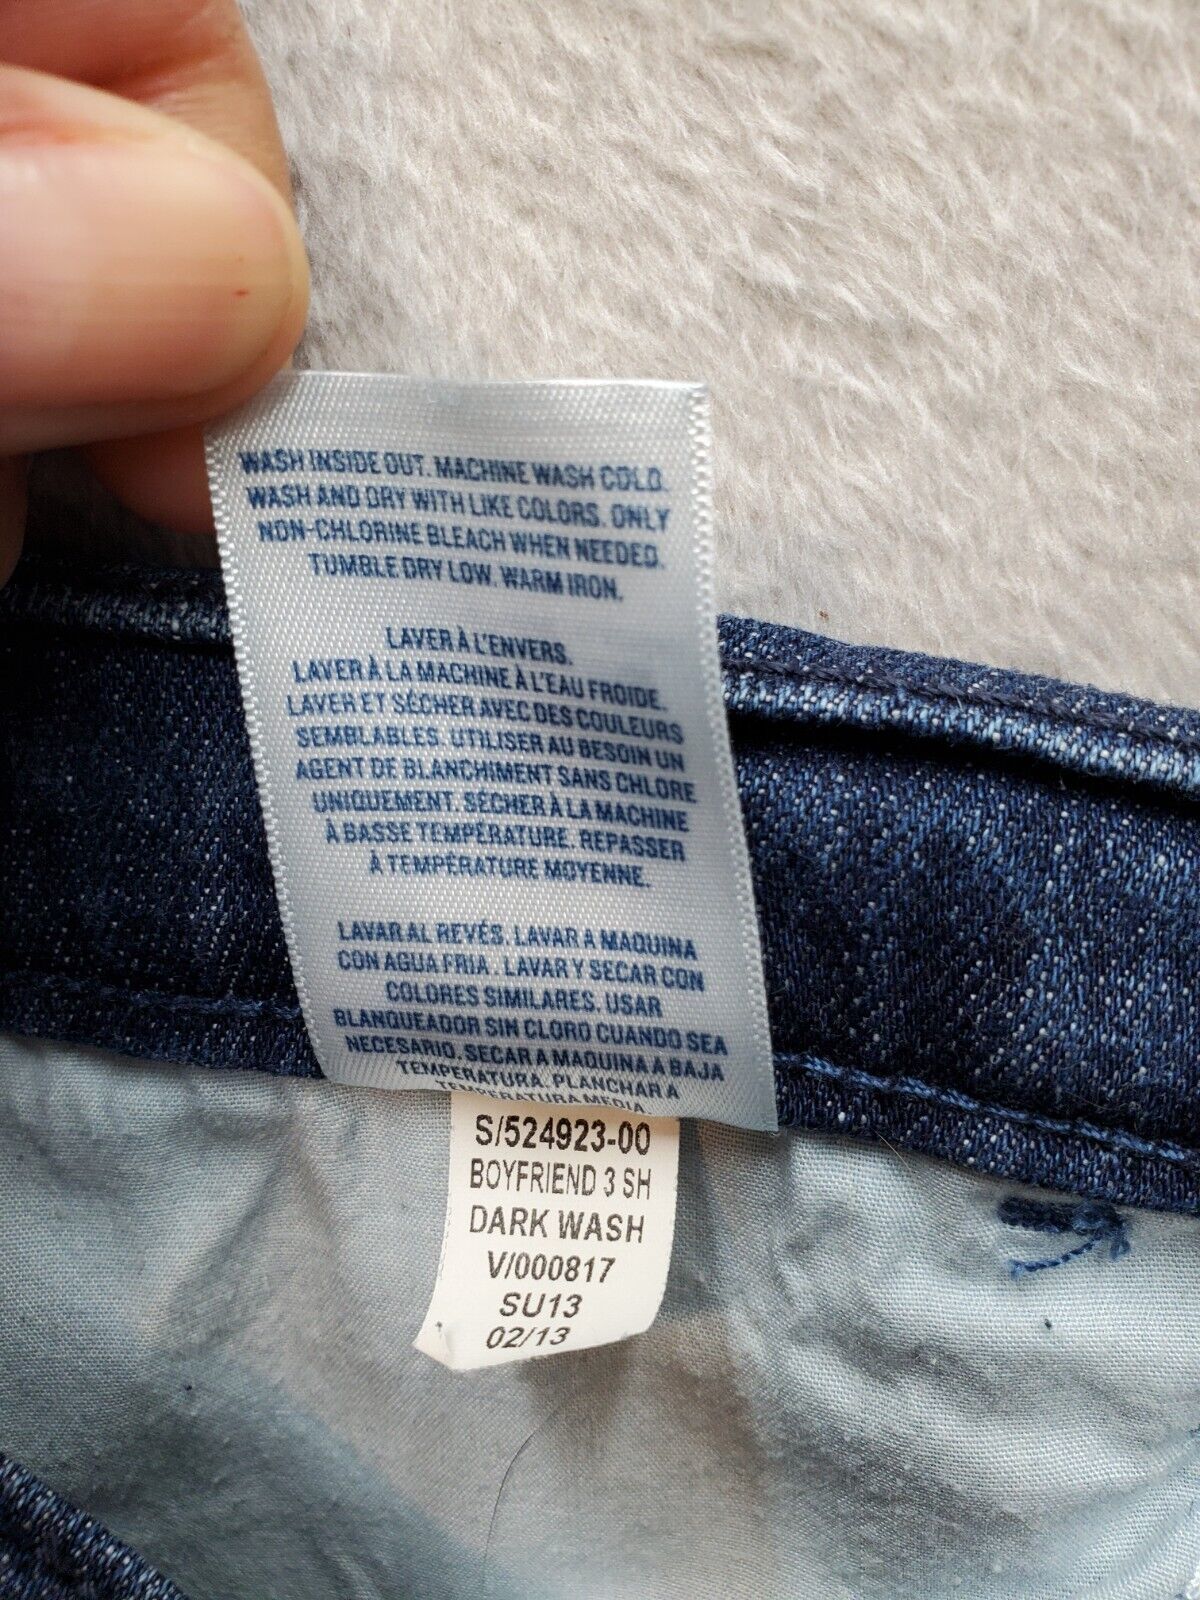 WASH INSIDE OUT. MACHINE WASH COLD.
WASH AND DRY WITH LIKE COLORS. ONLY
NON-CHLORINE BLEACH WHEN NEEDED.
TUMBLE DRY LOW. WARM IRON.
LAVER À L'ENVERS.
LAVER À LA MACHINE À L'EAU FROIDE.
LAVER ET SÉCHER AVEC DES COULEURS
SEMBLABLES. UTILISER AU BESOIN UN
AGENT DE BLANCHIMENT SANS CHLORE
UNIQUEMENT. SÉCHER À LA MACHINE
À BASSE TEMPÉRATURE. REPASSER
À TEMPÉRATURE MOYENNE.
LAVAR AL REVÉS. LAVAR A MAQUINA
CON AGUA FRIA. LAVAR Y SECAR CON
COLORES SIMILARES. USAR
BLANQUEADOR SIN CLORO CUANDO SEA
NECESARIO. SECAR A MAQUINA A BAJA
TEMPERATURA. PLANCHAR A
TEMPERATURA MEDIA.
S/524923-00
BOYFRIEND 3 SH
DARK WASH
V/000817
SU13
02/13